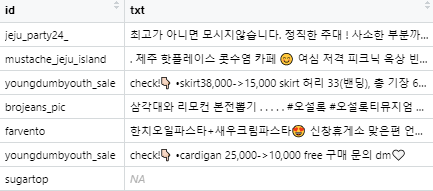 id txt
jeju_party24_ 최고가 아니면 모시지않습니다. 정직한 주대 ! 사소한 부분까...
mustache_jeju_island . 제주 핫플레이스 콧수염 카페 😊 여심 저격 피크닉 옥상 빈...
youngdumbyouth_sale check!👇🏻 •skirt38,000->15,000 skirt 허리 33(밴딩), 총 기장 6...
brojeans_pic 삼각대와 리모컨 본전뽑기 . . . . . #오설록 #오설록티뮤지엄 ...
farvento 한치오일파스타+새우크림파스타🤩 신창휴게소 맞은편 언...
youngdumbyouth_sale check!👇🏻 •cardigan 25,000->10,000 free 구매 문의 dm♡
sugartop NA